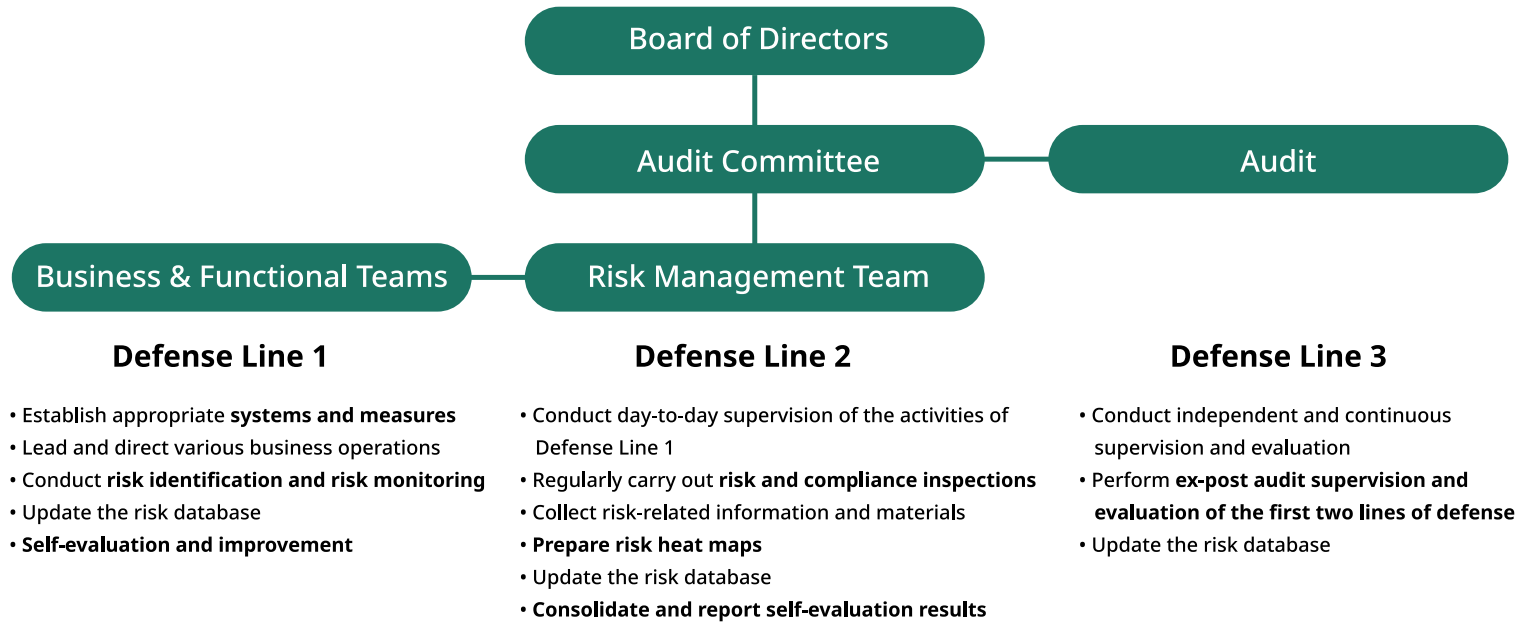 Board of Directors
Audit Committee
Audit
Business & Functional Teams
Risk Management Team
Defense Line 1
• Establish appropriate systems and measures
• Lead and direct various business operations
• Conduct risk identification and risk monitoring
• Update the risk database
• Self-evaluation and improvement
Defense Line 2
• Conduct day-to-day supervision of the activities of
Defense Line 1
• Regularly carry out risk and compliance inspections
• Collect risk-related information and materials
• Prepare risk heat maps
• Update the risk database
• Consolidate and report self-evaluation results
Defense Line 3
• Conduct independent and continuous
supervision and evaluation
• Perform ex-post audit supervision and
evaluation of the first two lines of defense
• Update the risk database